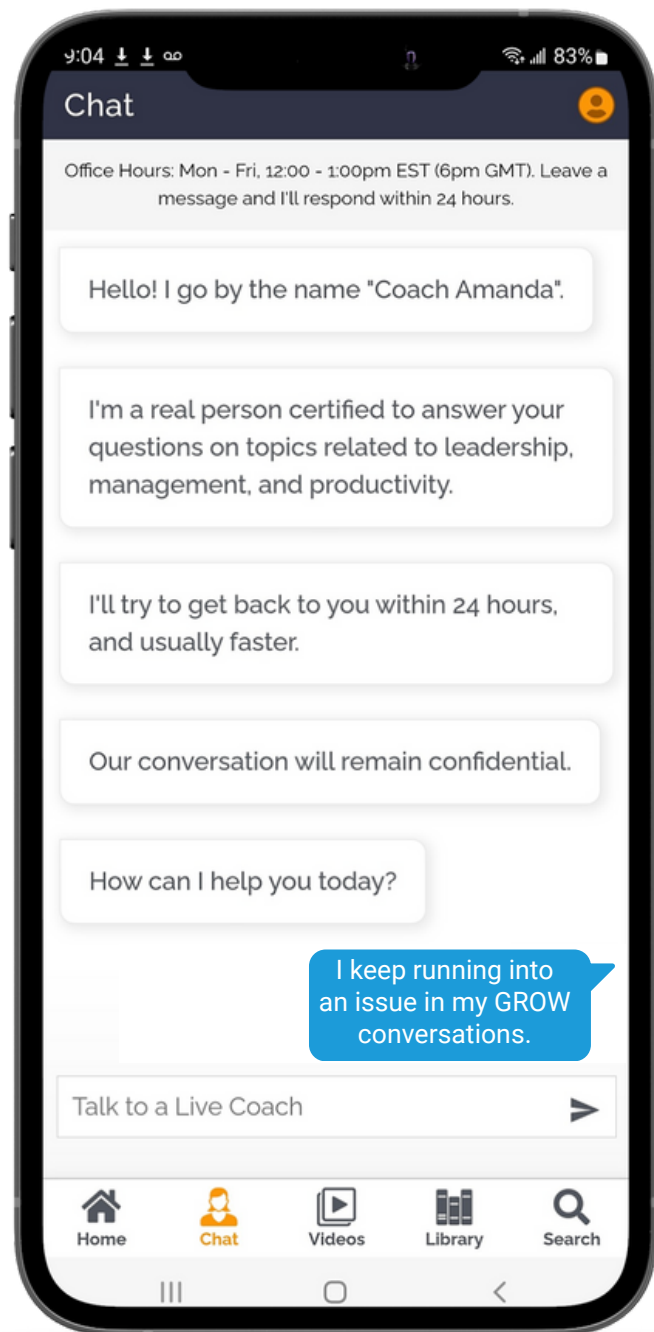 9:04
83%
Chat
Office Hours: Mon - Fri, 12:00 - 1:00pm EST (6pm GMT). Leave a
message and I'll respond within 24 hours.
Hello! I go by the name "Coach Amanda".
I'm a real person certified to answer your
questions on topics related to leadership,
management, and productivity.
I'll try to get back to you within 24 hours,
and usually faster.
Our conversation will remain confidential.
How can I help you today?
I keep running into
an issue in my GROW
conversations.
Talk to a Live Coach
Home
Chat
Videos
Library
Search